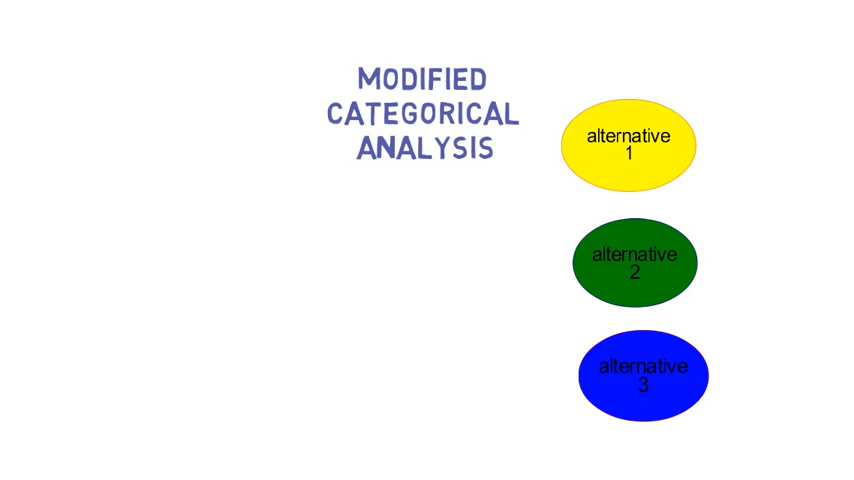 MODIFIED
CATEGORICAL
ANALYSIS
alternative
1
alternative
2
alternative
3